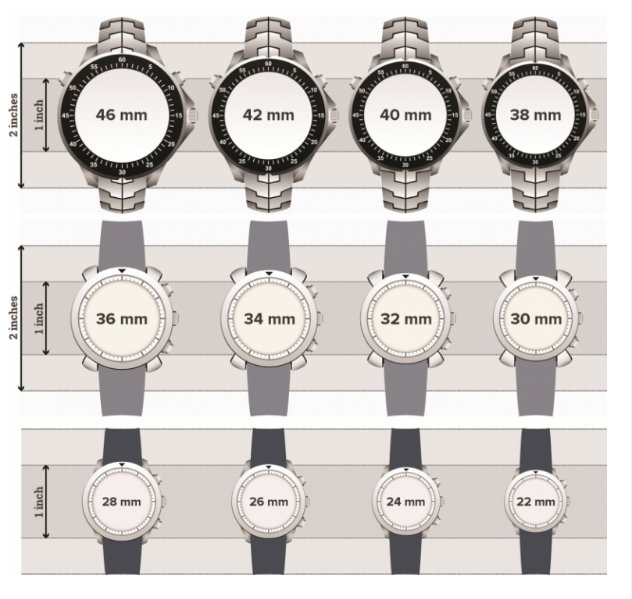 2 inches
1 inch
46 mm
42 mm
40 mm
38 mm
2 inches
1 inch
36 mm
34 mm
32 mm
30 mm
1 inch
28 mm
26 mm
24 mm
22 mm